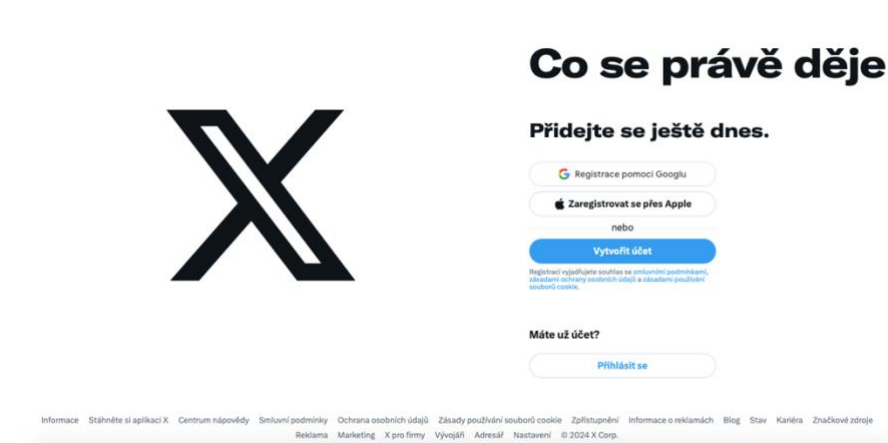 Co se právě děje
Přidejte se ještě dnes.
Registrace pomocí Googlu
Zaregistrovat se přes Apple
nebo
Vytvořit účet
Registrací vyjadřujete souhlas se smluvními podmínkami,
zásadami ochrany osobních údajů a zásadami používání
souborů cookie.
Máte už účet?
Přihlásit se
Informace Stáhněte si aplikaci X Centrum nápovědy Smluvní podmínky Ochrana osobních údajů Zásady používání souborů cookie Zpřístupnění Informace o reklamách Blog Stav Kariéra Značkové zdroje
Reklama Marketing X pro firmy Vývojáři Adresář Nastavení © 2024 X Corp.